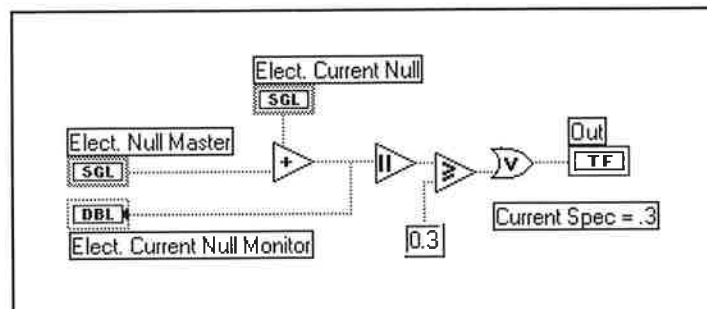 Elect. Current Null
SGL
Elect. Null Master
SGL
+
||
≥
V
Out
TF
DBL
Elect. Current Null Monitor
0.3
Current Spec = .3